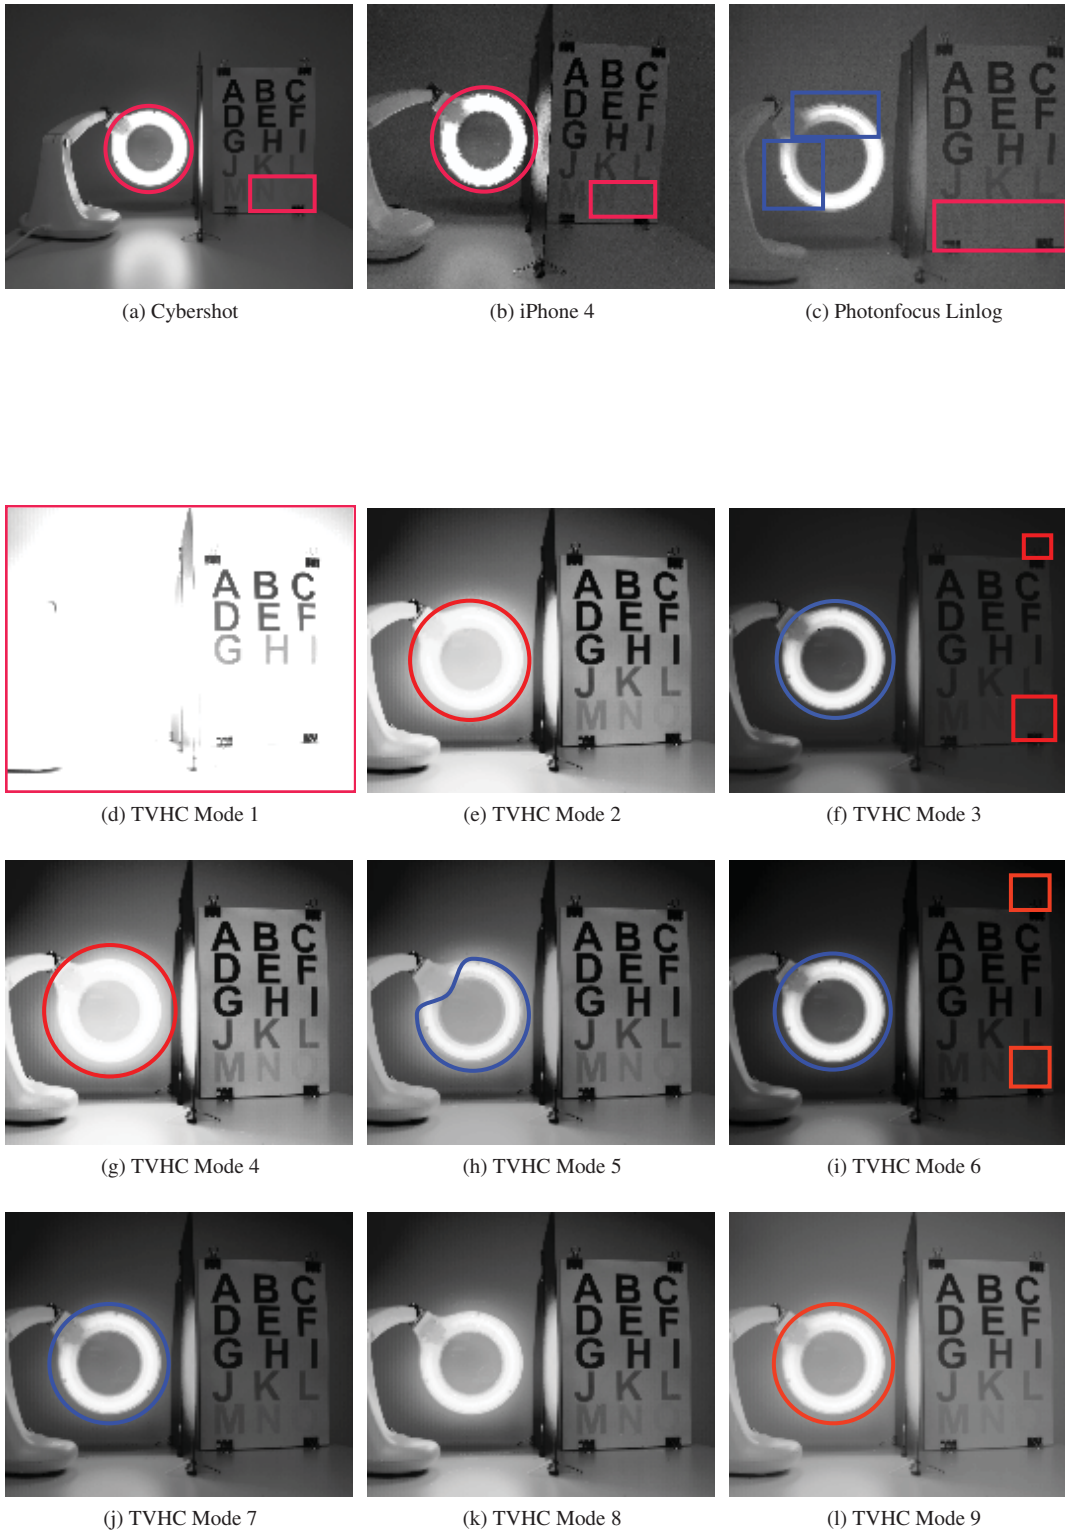 A B C
D E F
G H I
J K L
M N
(a) Cybershot
A B C
D E F
G H I
J K L
N
(b) iPhone 4
A B C
D E F
G H I
J K L
(c) Photonfocus Linlog
A B C
D E F
G H I
(d) TVHC Mode 1
A B C
D E F
G H I
J K L
M N O
(e) TVHC Mode 2
A B C
D E F
G H I
J K L
M N
(f) TVHC Mode 3
A B C
D E F
G H I
J K L
M N O
(g) TVHC Mode 4
A B C
D E F
G H I
J K L
M N O
(h) TVHC Mode 5
A B C
D E F
G H I
J K L
M N
(i) TVHC Mode 6
A B C
D E F
G H I
J K L
M N O
(j) TVHC Mode 7
A B C
D E F
G H I
J K L
M N O
(k) TVHC Mode 8
A B C
D E F
G H I
J K L
M N
(l) TVHC Mode 9